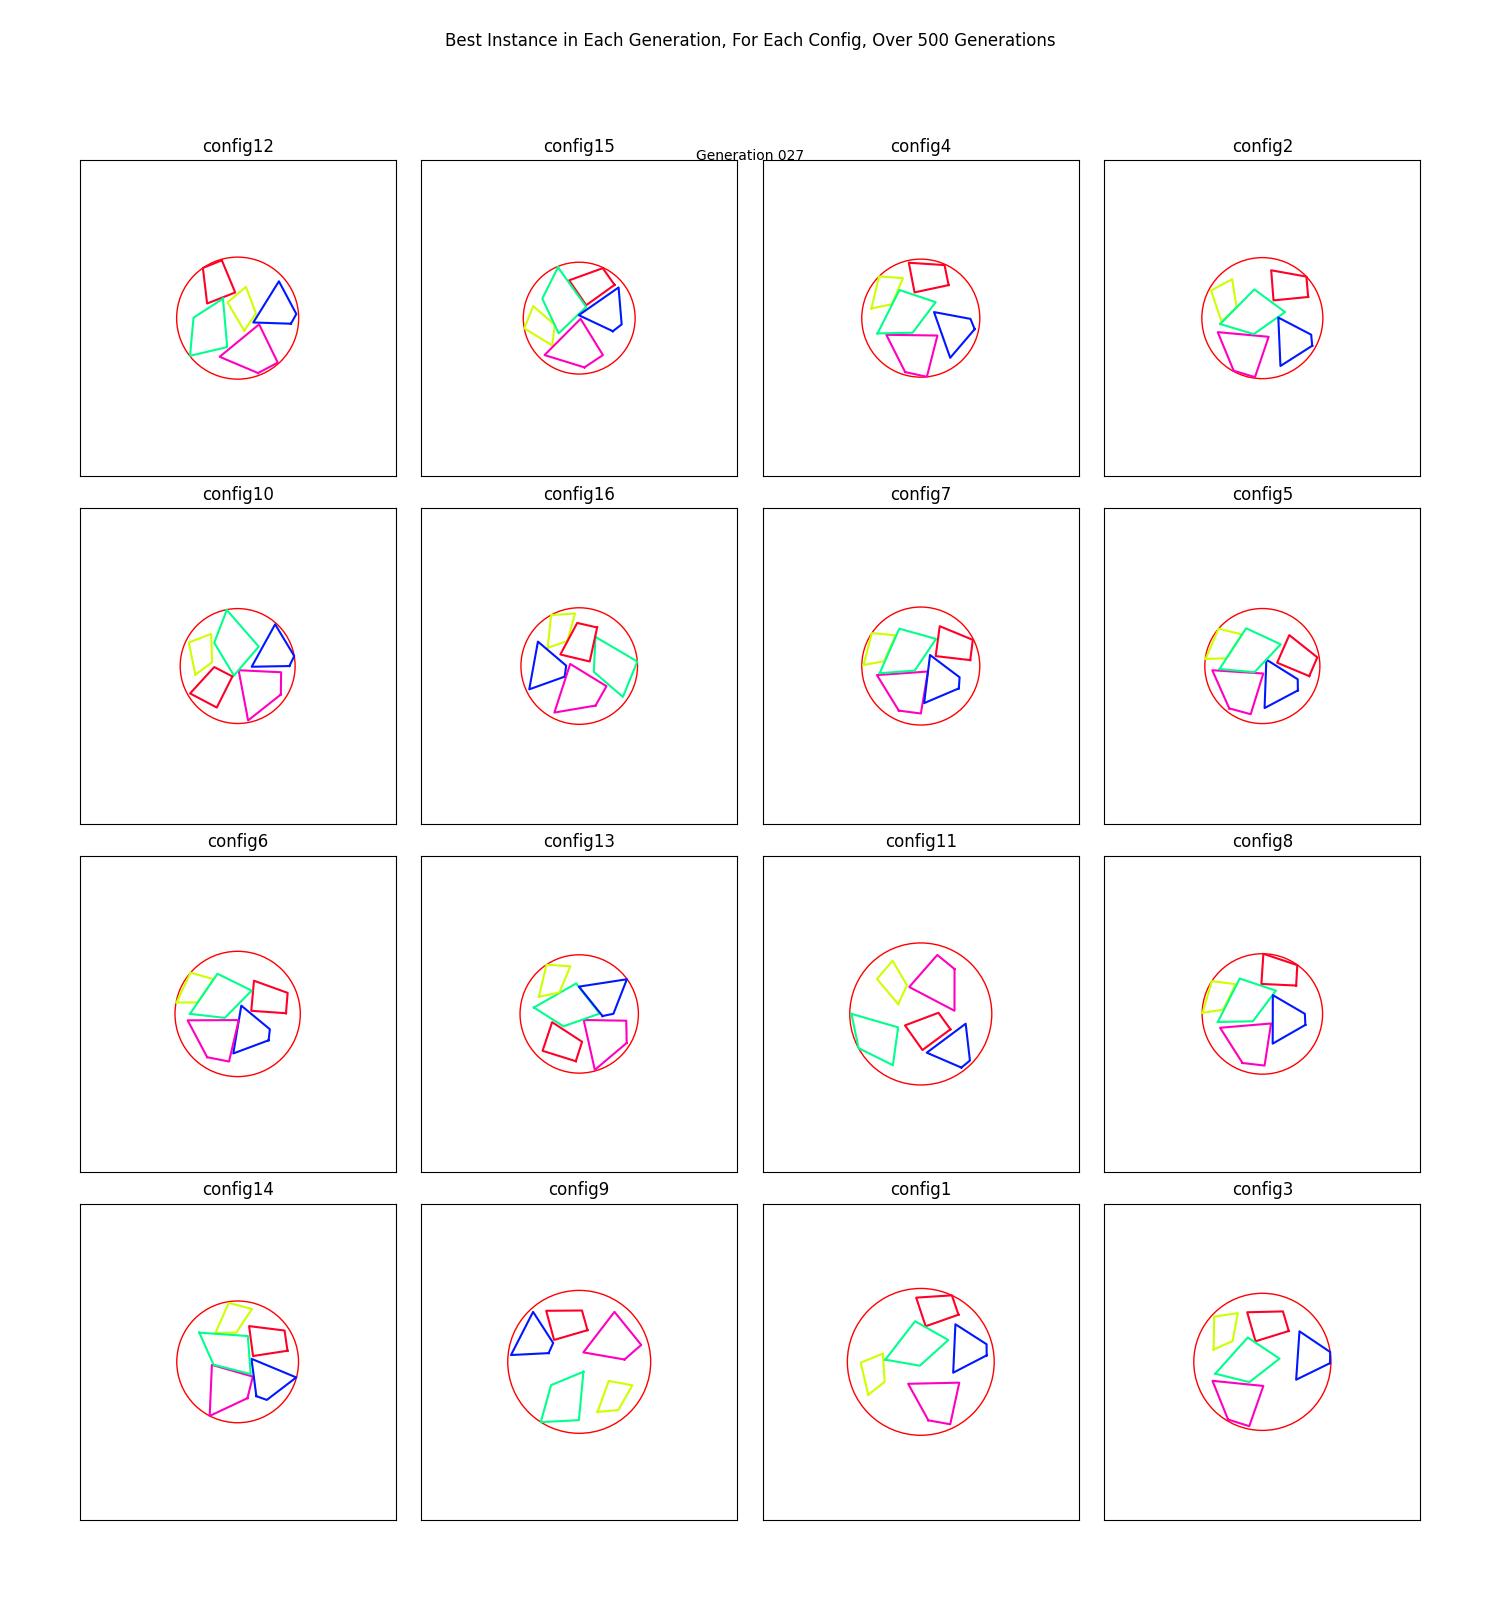 Best Instance in Each Generation, For Each Config, Over 500 Generations
Generation 027
config12
config15
config4
config2
config10
config16
config7
config5
config6
config13
config11
config8
config14
config9
config1
config3